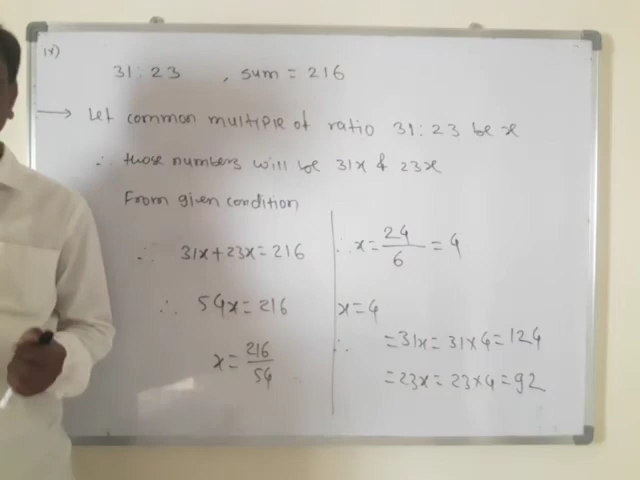 iv)
31:23 , sum = 216
→ Let common multiple of ratio 31:23 be x
∴ those numbers will be 31x & 23x
From given condition
∴ 31x+23x=216
∴ 54x=216
x=216/54
∴ x=24/6=4
x=4
∴ =31x=31×4=124
=23x=23×4=92